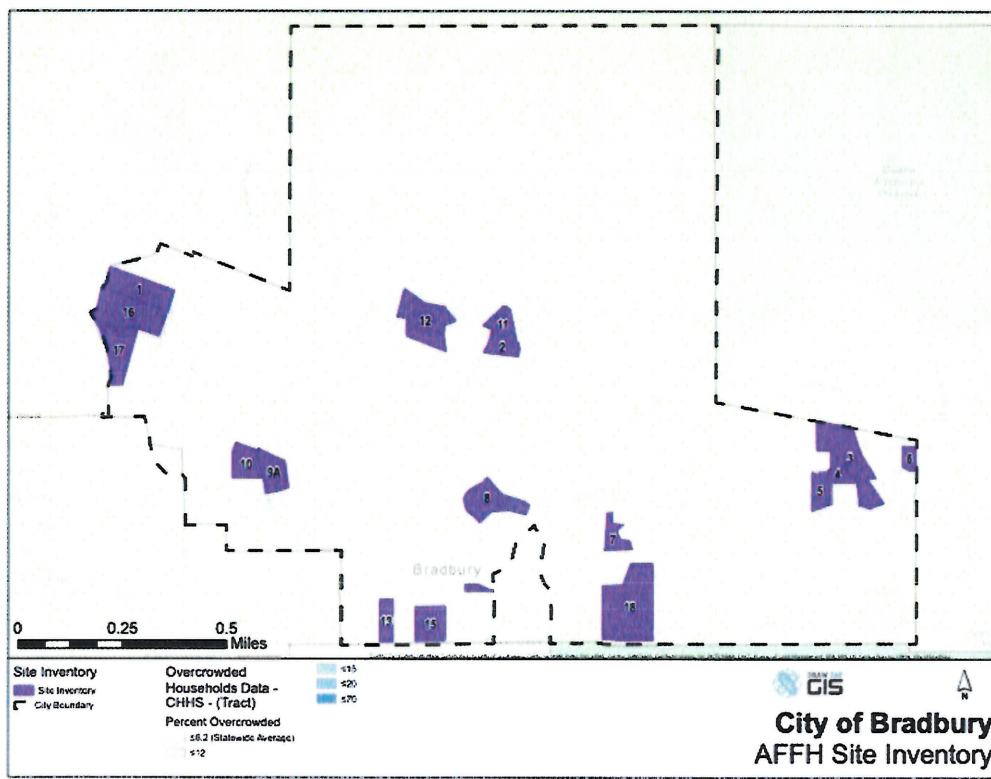 1
16
17
12
11
2
10
9A
8
3
4
5
6
7
18
Bradbury
13
15
0 0.25 0.5
Miles
Site Inventory
Site Inventory
City Boundary
Overcrowded
Households Data -
CHHS - (Tract)
Percent Overcrowded
≤8.2 (Statewide Average)
≤12
≤15
≤20
≤70
GIS
N
City of Bradbury
AFFH Site Inventory